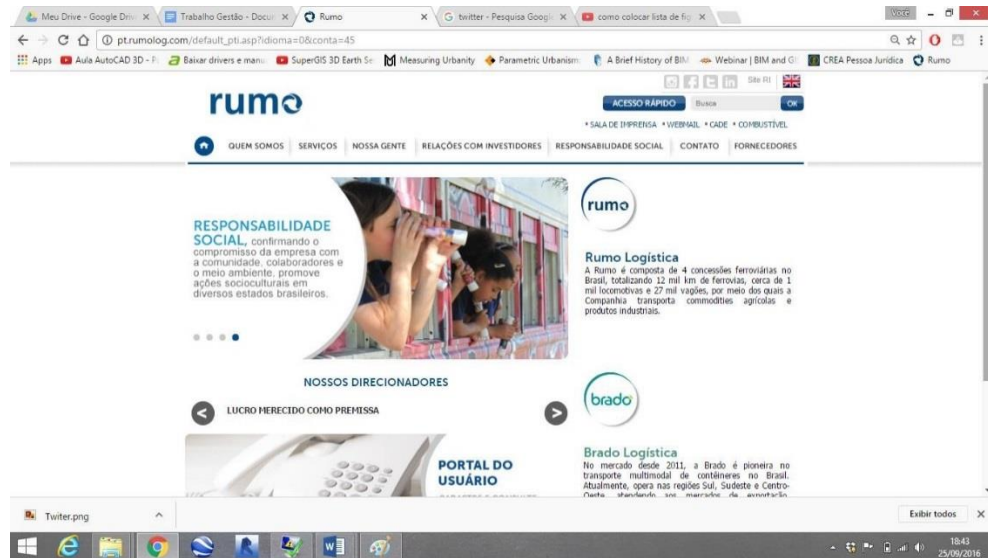 Meu Drive - Google Driv
Trabalho Gestão - Docur
Rumo
twitter - Pesquisa Googl
como colocar lista de fig
Você
pt.rumolog.com/default_pti.asp?idioma=0&conta=45
Apps
Aula AutoCAD 3D - P
Baixar drivers e manu
SuperGIS 3D Earth Se
Measuring Urbanity
Parametric Urbanism
A Brief History of BIM
Webinar | BIM and GI
CREA Pessoa Jurídica
Rumo
rumo
Site RI
ACESSO RÁPIDO
Busca
OK
• SALA DE IMPRENSA • WEBMAIL • CADE • COMBUSTÍVEL
QUEM SOMOS
SERVIÇOS
NOSSA GENTE
RELAÇÕES COM INVESTIDORES
RESPONSABILIDADE SOCIAL
CONTATO
FORNECEDORES
RESPONSABILIDADE
SOCIAL, confirmando o
compromisso da empresa com
a comunidade, colaboradores e
o meio ambiente, promove
ações socioculturais em
diversos estados brasileiros.
rumo
Rumo Logística
A Rumo é composta de 4 concessões ferroviárias no
Brasil, totalizando 12 mil km de ferrovias, cerca de 1
mil locomotivas e 27 mil vagões, por meio dos quais a
Companhia transporta commodities agrícolas e
produtos industriais.
NOSSOS DIRECIONADORES
LUCRO MERECIDO COMO PREMISSA
brado
Brado Logística
No mercado desde 2011, a Brado é pioneira no
transporte multimodal de contêineres no Brasil.
Atualmente, opera nas regiões Sul, Sudeste e Centro-
Oeste, atendendo aos mercados de exportação,
PORTAL DO
USUÁRIO
Twiter.png
Exibir todos
18:43
25/09/2016